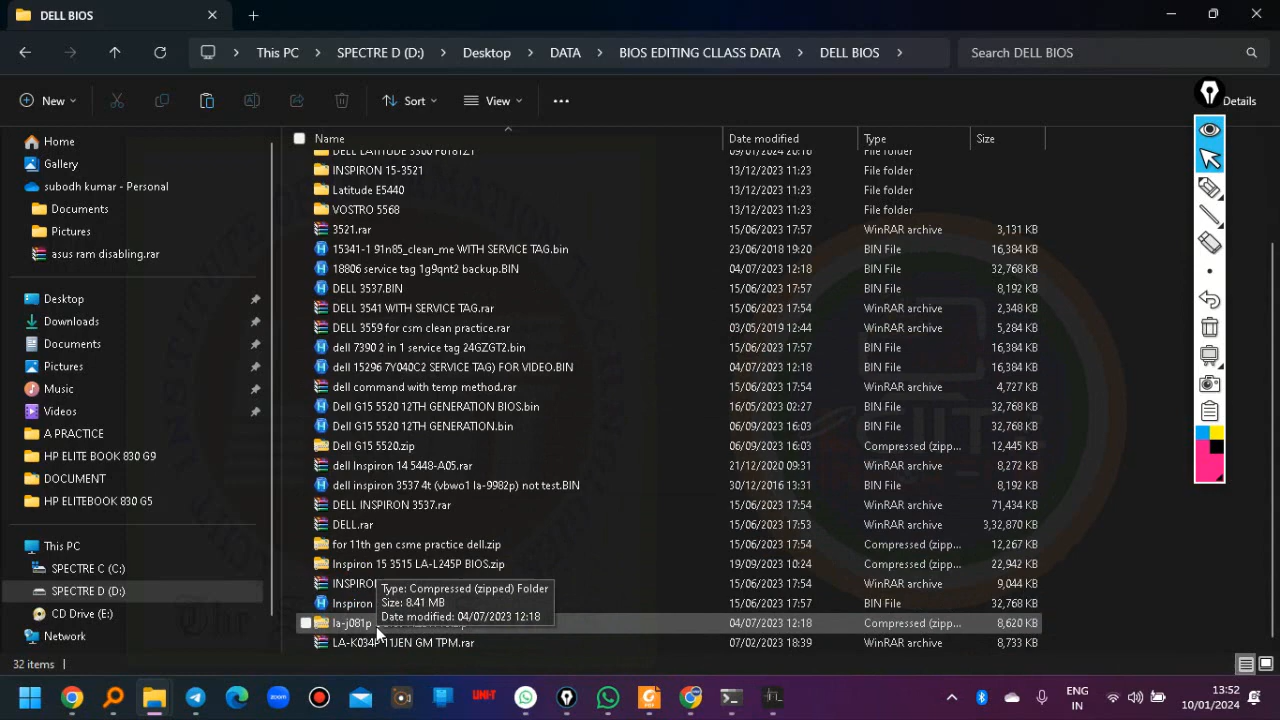 DELL BIOS
This PC > SPECTRE D (D:) > Desktop > DATA > BIOS EDITING CLLASS DATA > DELL BIOS >
Search DELL BIOS
New
Sort
View
Details
Home
Gallery
subodh kumar - Personal
Documents
Pictures
asus ram disabling.rar
Desktop
Downloads
Documents
Pictures
Music
Videos
A PRACTICE
HP ELITE BOOK 830 G9
DOCUMENT
HP ELITEBOOK 830 G5
This PC
SPECTRE C (C:)
SPECTRE D (D:)
CD Drive (E:)
Network
Name Date modified Type Size
DELL LATITUDE 3300 09/01/2024 20:16 File folder
INSPIRON 15-3521 13/12/2023 11:23 File folder
Latitude E5440 13/12/2023 11:23 File folder
VOSTRO 5568 13/12/2023 11:23 File folder
3521.rar 15/06/2023 17:57 WinRAR archive 3,131 KB
15341-1 91n85_clean_me WITH SERVICE TAG.bin 23/06/2018 19:20 BIN File 16,384 KB
18806 service tag 1g9qnt2 backup.BIN 04/07/2023 12:18 BIN File 32,768 KB
DELL 3537.BIN 15/06/2023 17:57 BIN File 8,192 KB
DELL 3541 WITH SERVICE TAG.rar 15/06/2023 17:54 WinRAR archive 2,348 KB
DELL 3559 for csm clean practice.rar 03/05/2019 12:44 WinRAR archive 5,284 KB
dell 7390 2 in 1 service tag 24GZGT2.bin 15/06/2023 17:57 BIN File 16,384 KB
dell 15296 7Y040C2 SERVICE TAG) FOR VIDEO.BIN 04/07/2023 12:18 BIN File 16,384 KB
dell command with temp method.rar 15/06/2023 17:54 WinRAR archive 4,727 KB
Dell G15 5520 12TH GENERATION BIOS.bin 16/05/2023 02:27 BIN File 32,768 KB
Dell G15 5520 12TH GENERATION.bin 06/09/2023 16:03 BIN File 32,768 KB
Dell G15 5520.zip 06/09/2023 16:03 Compressed (zipp... 12,445 KB
dell Inspiron 14 5448-A05.rar 21/12/2020 09:31 WinRAR archive 8,272 KB
dell inspiron 3537 4t (vbwo1 la-9982p) not test.BIN 30/12/2016 13:31 BIN File 8,192 KB
DELL INSPIRON 3537.rar 15/06/2023 17:54 WinRAR archive 71,434 KB
DELL.rar 15/06/2023 17:53 WinRAR archive 3,32,870 KB
for 11th gen csme practice dell.zip 15/06/2023 17:54 Compressed (zipp... 12,267 KB
Inspiron 15 3515 LA-L245P BIOS.zip 19/09/2023 10:24 Compressed (zipp... 22,942 KB
INSPIRON 15/06/2023 17:54 WinRAR archive 9,044 KB
Inspiron 15/06/2023 17:57 BIN File 32,768 KB
la-j081p 04/07/2023 12:18 Compressed (zipp... 8,620 KB
LA-K034P 11JEN GM TPM.rar 07/02/2023 18:39 WinRAR archive 8,733 KB
Type: Compressed (zipped) Folder
Size: 8.41 MB
Date modified: 04/07/2023 12:18
32 items
zoom
UNIT
ENG
IN
13:52
10/01/2024